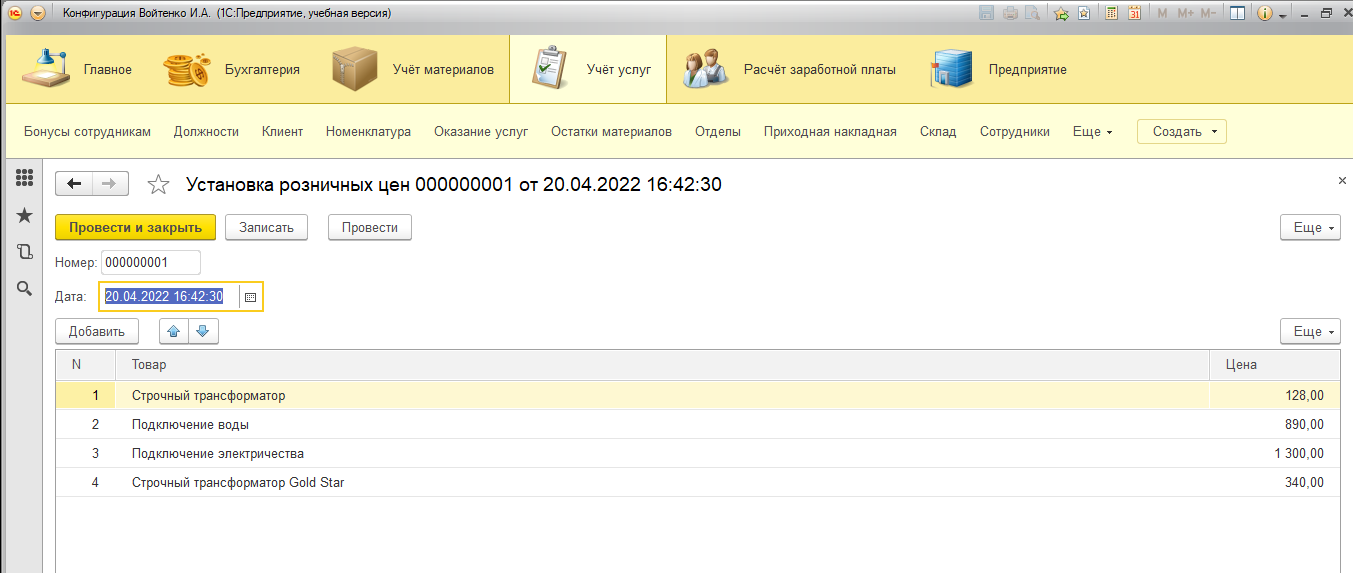 Конфигурация Войтенко И.А. (1С:Предприятие, учебная версия)
M M+ M-
Главное Бухгалтерия Учёт материалов Учёт услуг Расчёт заработной платы Предприятие
Бонусы сотрудникам Должности Клиент Номенклатура Оказание услуг Остатки материалов Отделы Приходная накладная Склад Сотрудники Еще Создать
Установка розничных цен 000000001 от 20.04.2022 16:42:30
Провести и закрыть Записать Провести Еще
Номер: 000000001
Дата: 20.04.2022 16:42:30
Добавить Еще
N Товар Цена
1 Строчный трансформатор 128,00
2 Подключение воды 890,00
3 Подключение электричества 1 300,00
4 Строчный трансформатор Gold Star 340,00